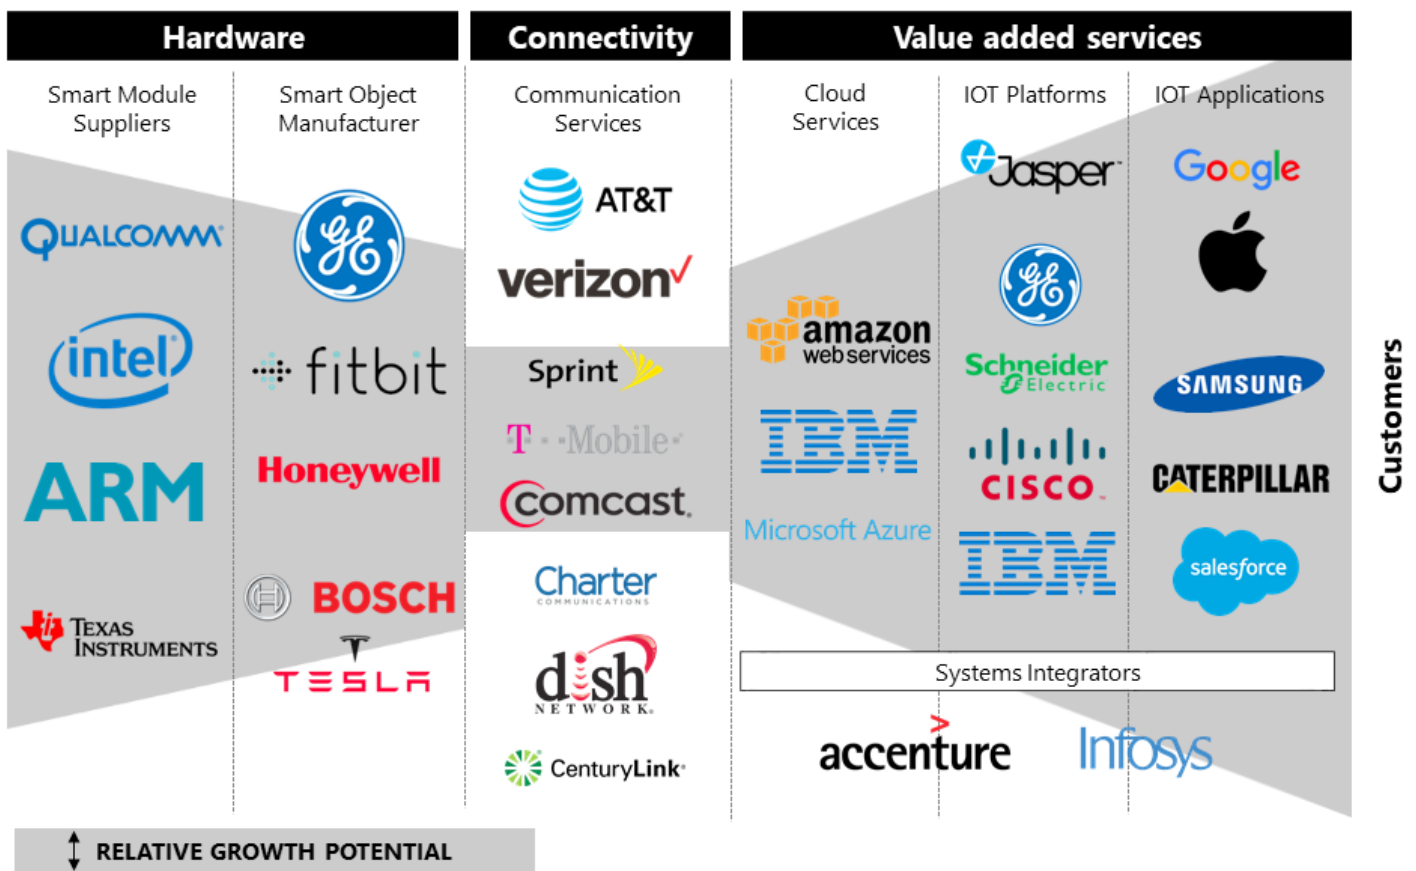 Hardware
Connectivity
Value added services
Smart Module
Suppliers
Smart Object
Manufacturer
Communication
Services
Cloud
Services
IOT Platforms
IOT Applications
QUALCOMM
intel
ARM
TEXAS
INSTRUMENTS
GE
fitbit
Honeywell
BOSCH
TESLA
AT&T
verizon
Sprint
T · · Mobile ·
comcast.
Charter
COMMUNICATIONS
dish
NETWORK.
CenturyLink
amazon
web services
IBM
Microsoft Azure
Jasper
GE
Schneider
Electric
CISCO
IBM
Google
SAMSUNG
CATERPILLAR
salesforce
Systems Integrators
accenture
Infosys
Customers
RELATIVE GROWTH POTENTIAL